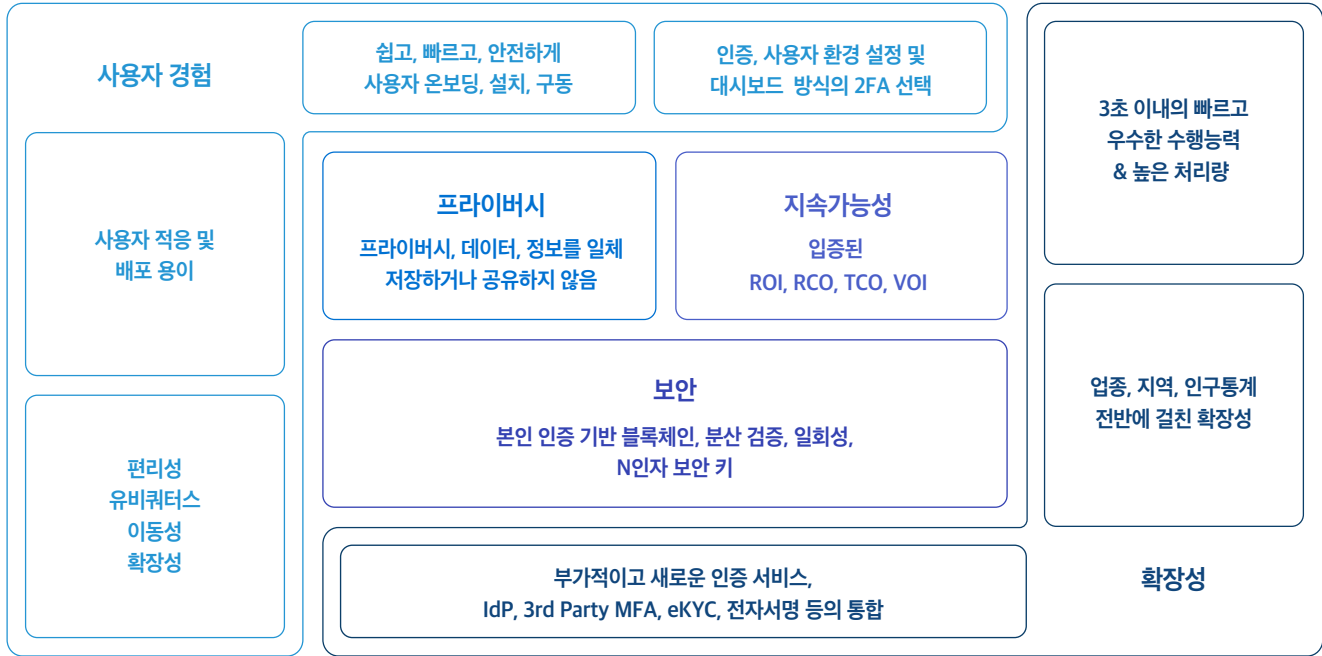 사용자 경험
쉽고, 빠르고, 안전하게
사용자 온보딩, 설치, 구동
인증, 사용자 환경 설정 및
대시보드 방식의 2FA 선택
사용자 적응 및
배포 용이
편리성
유비쿼터스
이동성
확장성
프라이버시
프라이버시, 데이터, 정보를 일체
저장하거나 공유하지 않음
지속가능성
입증된
ROI, RCO, TCO, VOI
보안
본인 인증 기반 블록체인, 분산 검증, 일회성,
N인자 보안 키
3초 이내의 빠르고
우수한 수행능력
& 높은 처리량
업종, 지역, 인구통계
전반에 걸친 확장성
부가적이고 새로운 인증 서비스,
IdP, 3rd Party MFA, eKYC, 전자서명 등의 통합
확장성